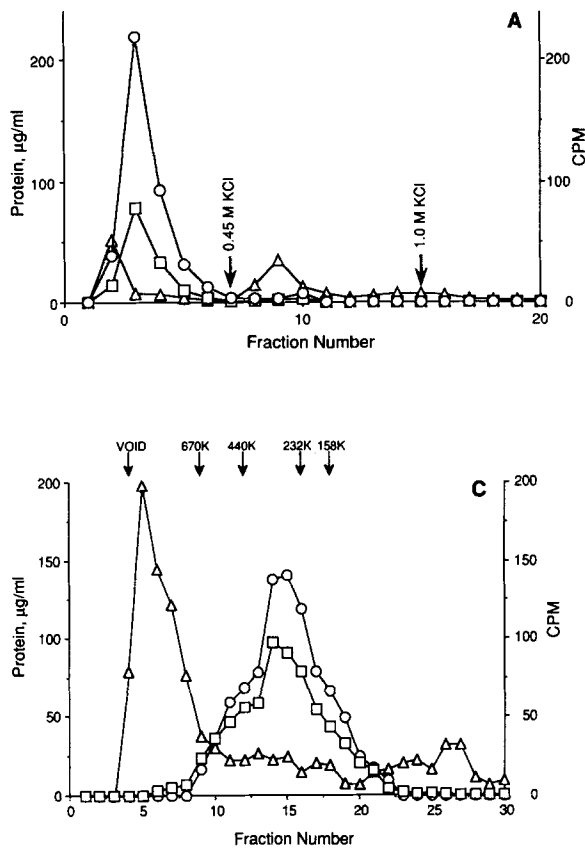 A
200
100
0
Protein, µg/ml
0.45 M KCl
1.0 M KCl
200
100
0
CPM
0
10
20
Fraction Number
VOID
670K
440K
232K
158K
C
200
150
100
50
0
Protein, µg/ml
200
150
100
50
0
CPM
0
5
10
15
20
25
30
Fraction Number